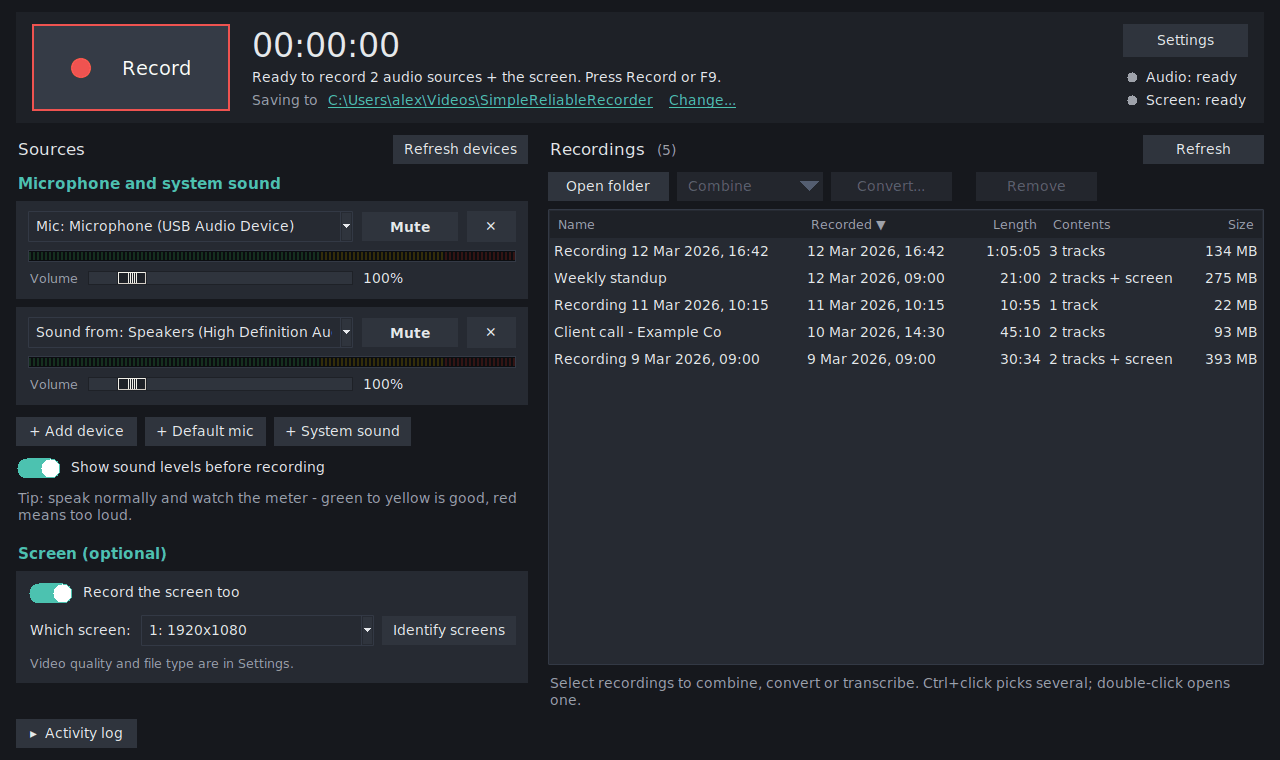 Record
00:00:00
Ready to record 2 audio sources + the screen. Press Record or F9.
Saving to C:\Users\alex\Videos\SimpleReliableRecorder Change...
Settings
Audio: ready
Screen: ready
Sources
Refresh devices
Microphone and system sound
Mic: Microphone (USB Audio Device)
Mute
✕
Volume 100%
Sound from: Speakers (High Definition Au
Mute
✕
Volume 100%
+ Add device
+ Default mic
+ System sound
Show sound levels before recording
Tip: speak normally and watch the meter - green to yellow is good, red
means too loud.
Screen (optional)
Record the screen too
Which screen: 1: 1920x1080 Identify screens
Video quality and file type are in Settings.
▸ Activity log
Recordings (5)
Refresh
Open folder
Combine
Convert...
Remove
Name Recorded ▼ Length Contents Size
Recording 12 Mar 2026, 16:42 12 Mar 2026, 16:42 1:05:05 3 tracks 134 MB
Weekly standup 12 Mar 2026, 09:00 21:00 2 tracks + screen 275 MB
Recording 11 Mar 2026, 10:15 11 Mar 2026, 10:15 10:55 1 track 22 MB
Client call - Example Co 10 Mar 2026, 14:30 45:10 2 tracks 93 MB
Recording 9 Mar 2026, 09:00 9 Mar 2026, 09:00 30:34 2 tracks + screen 393 MB
Select recordings to combine, convert or transcribe. Ctrl+click picks several; double-click opens
one.